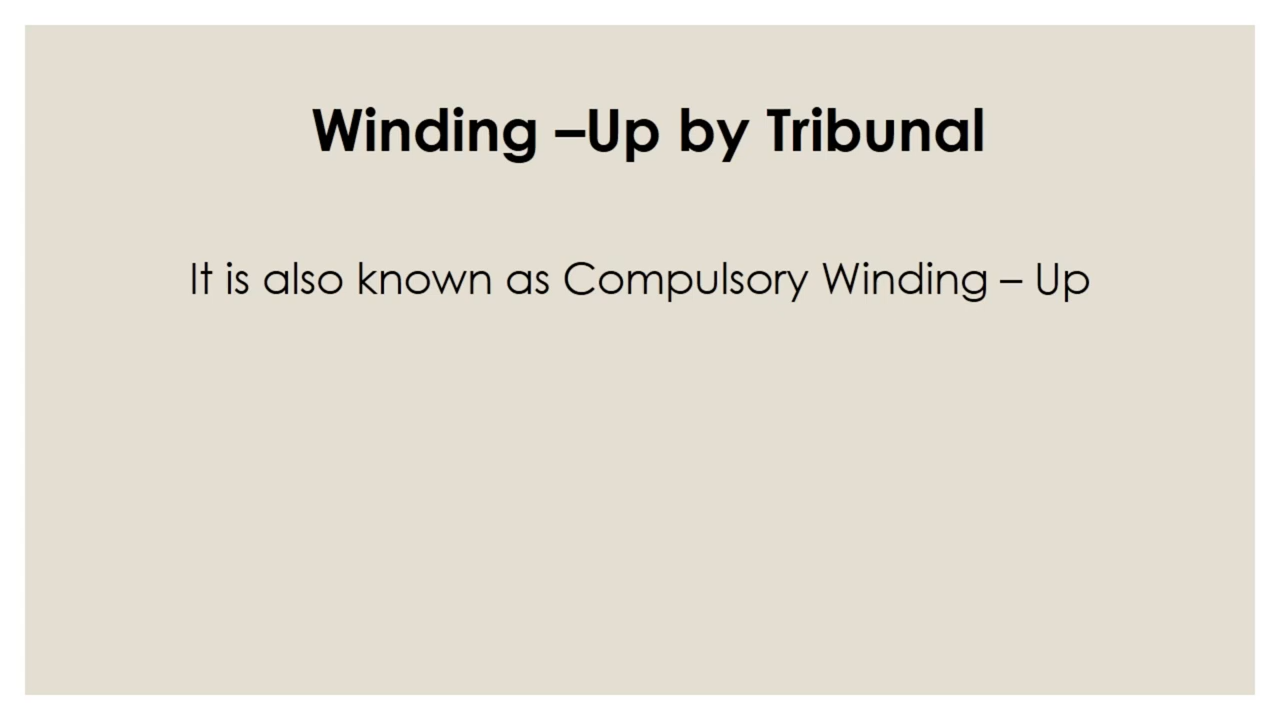 Winding –Up by Tribunal
It is also known as Compulsory Winding – Up